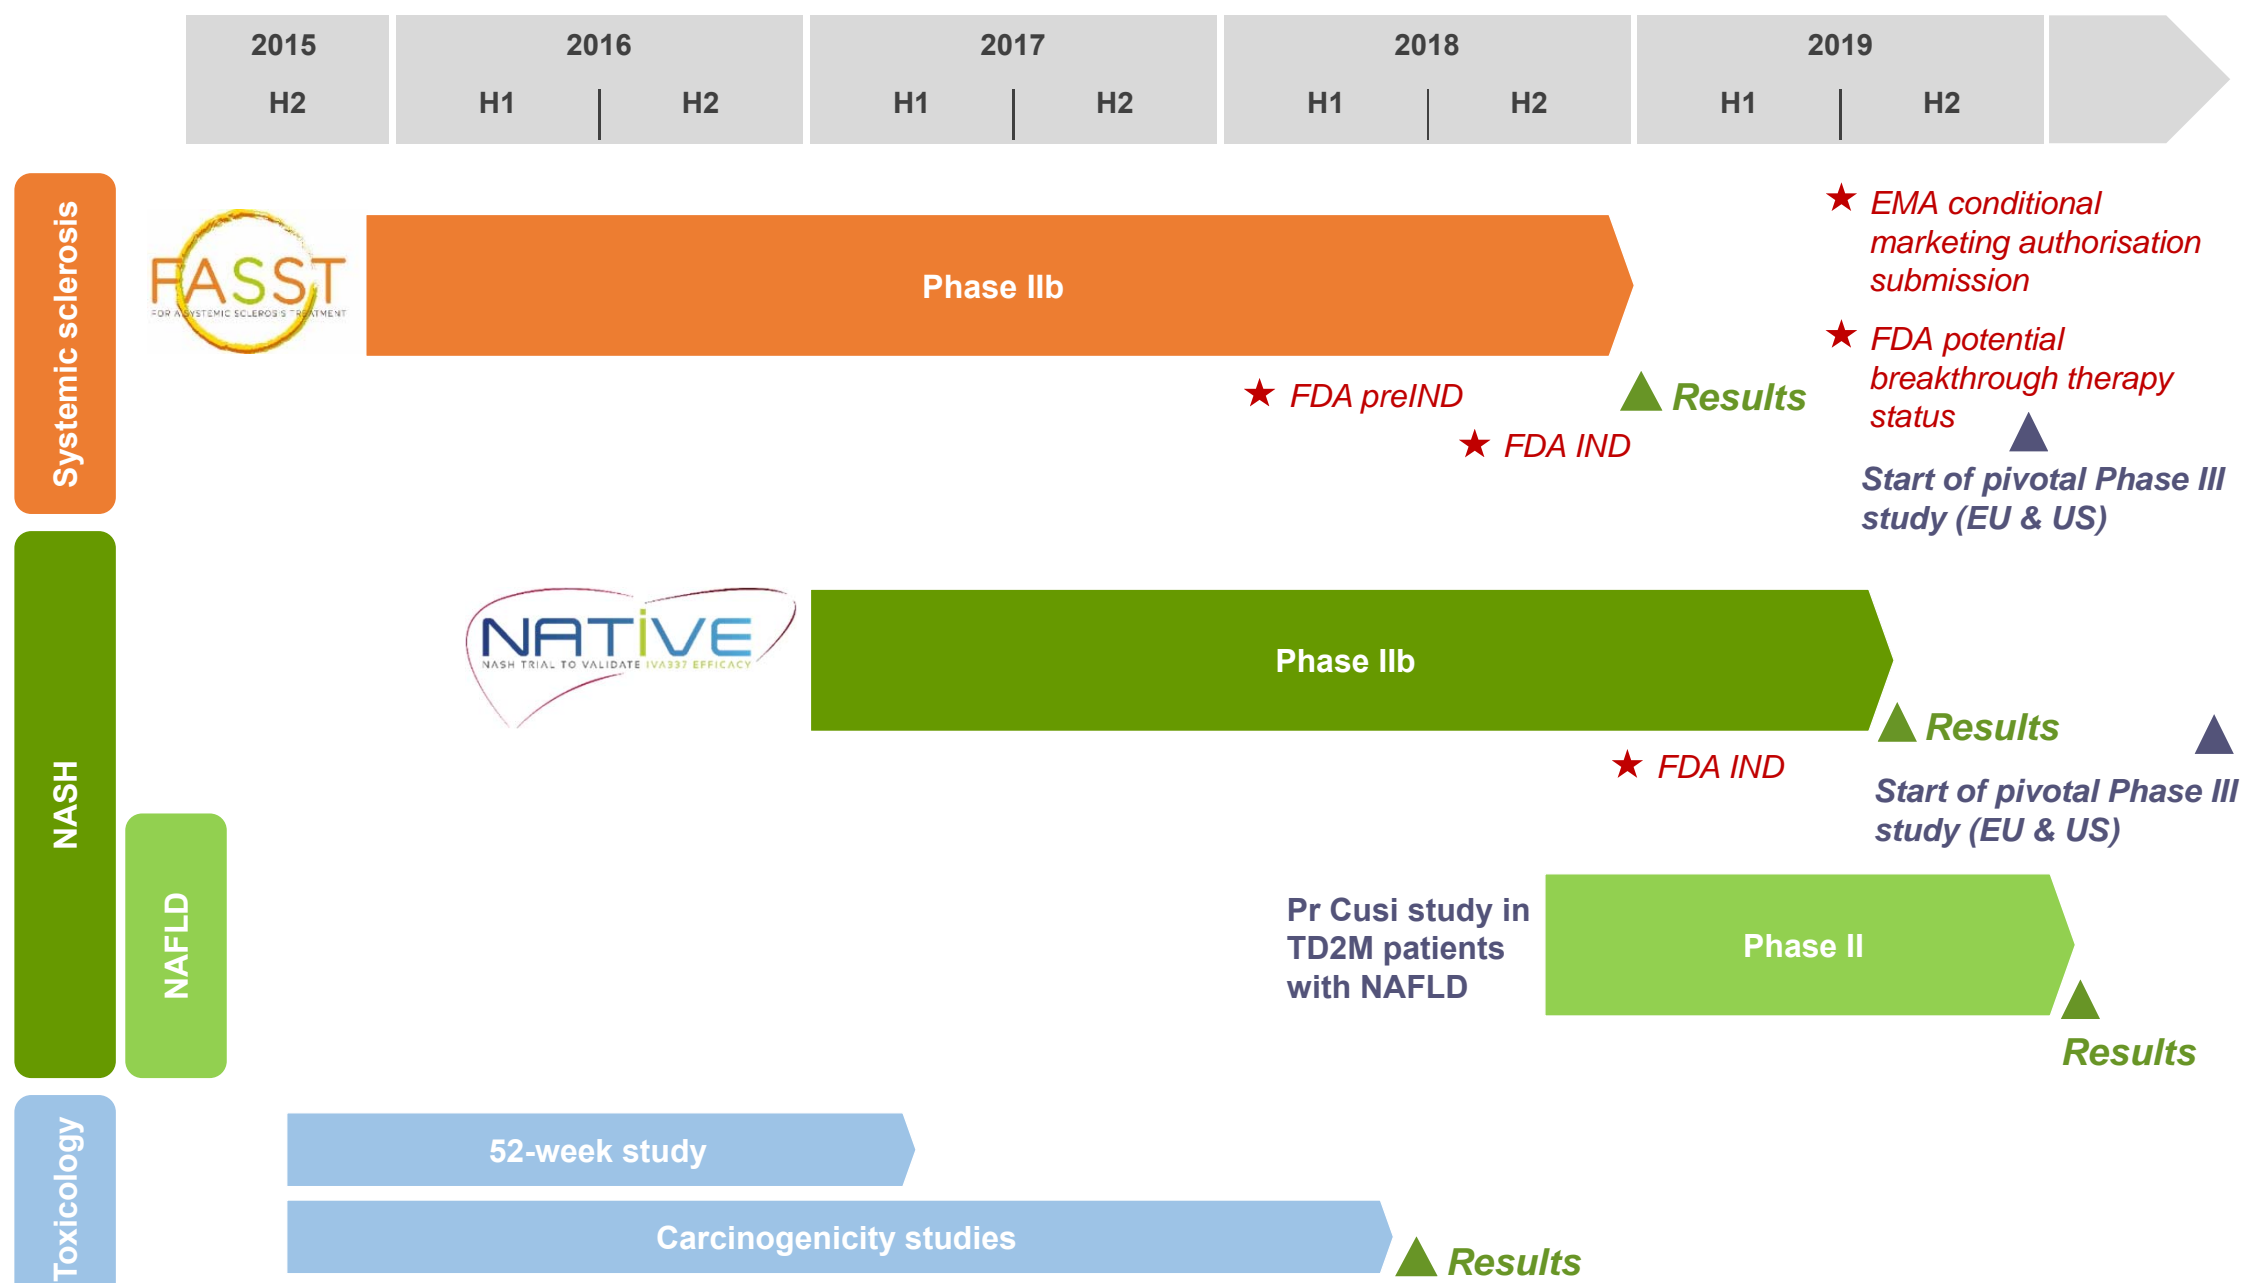 2015
2016
2017
2018
2019
H2
H1
H2
H1
H2
H1
H2
H1
H2
Systemic sclerosis
FASST
FOR A SYSTEMIC SCLEROSIS TREATMENT
Phase IIb
FDA preIND
FDA IND
Results
EMA conditional
marketing authorisation
submission
FDA potential
breakthrough therapy
status
Start of pivotal Phase III
study (EU & US)
NASH
NATiVE
NASH TRIAL TO VALIDATE IVA337 EFFICACY
Phase IIb
Results
FDA IND
Start of pivotal Phase III
study (EU & US)
NAFLD
Pr Cusi study in
TD2M patients
with NAFLD
Phase II
Results
Toxicology
52-week study
Carcinogenicity studies
Results